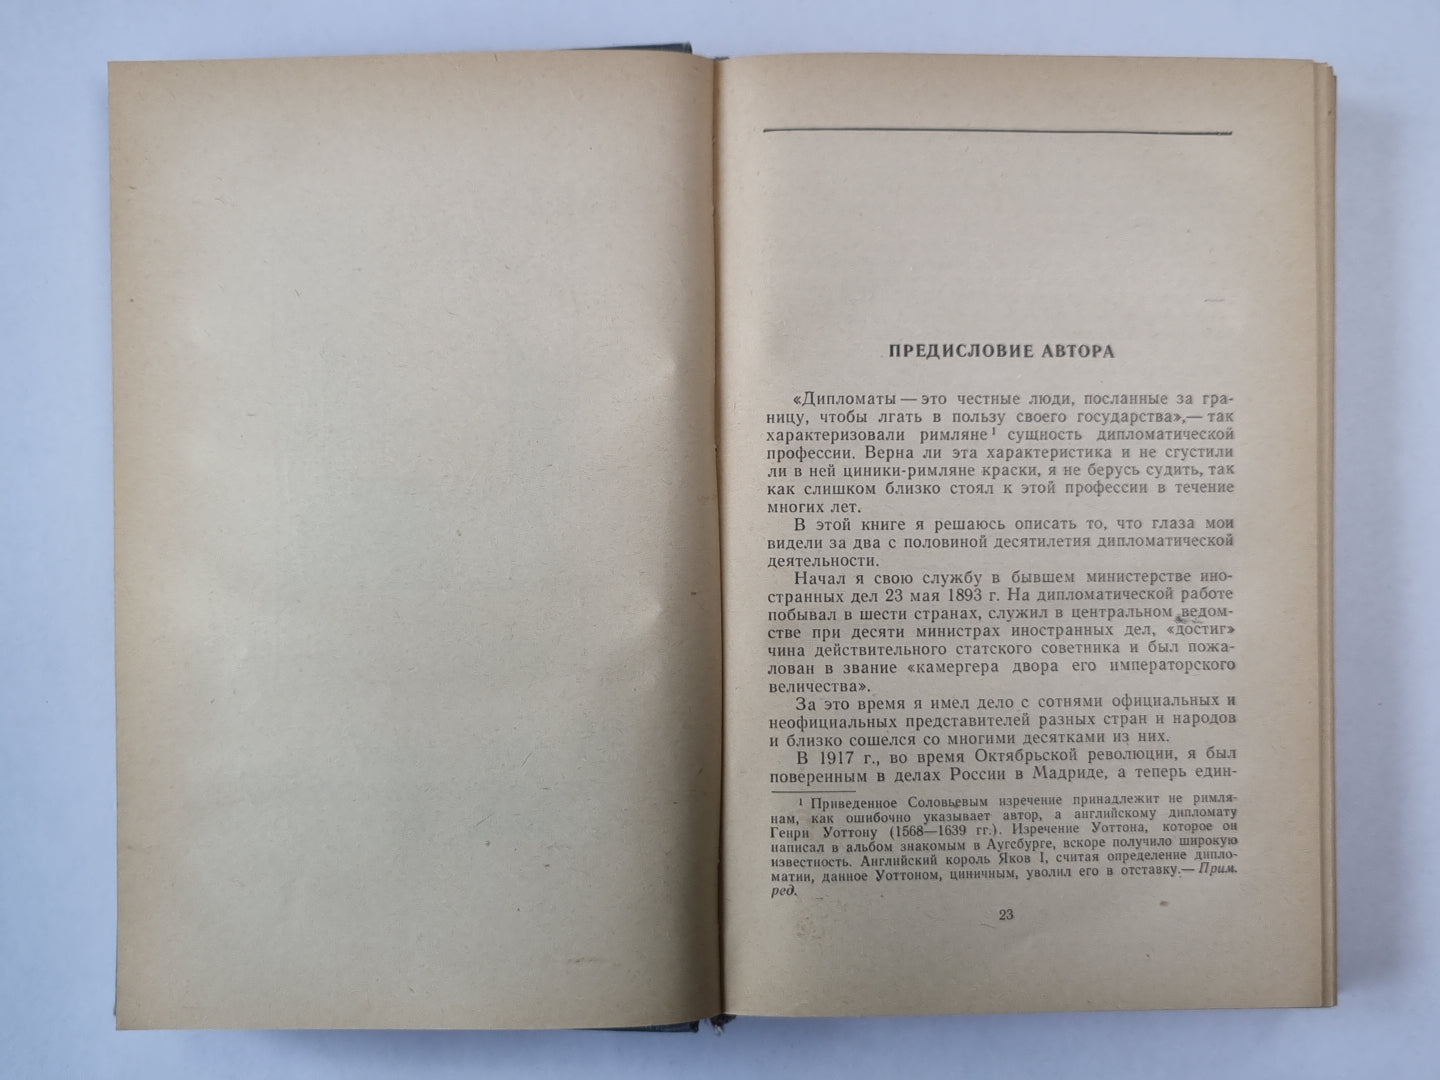 ПРЕДИСЛОВИЕ АВТОРА
«Дипломаты — это честные люди, посланные за гра-
ницу, чтобы лгать в пользу своего государства»,— так
характеризовали римляне¹ сущность дипломатической
профессии. Верна ли эта характеристика и не сгустили
ли в ней циники-римляне краски, я не берусь судить, так
как слишком близко стоял к этой профессии в течение
многих лет.
В этой книге я решаюсь описать то, что глаза мои
видели за два с половиной десятилетия дипломатической
деятельности.
Начал я свою службу в бывшем министерстве ино-
странных дел 23 мая 1893 г. На дипломатической работе
побывал в шести странах, служил в центральном ведом-
стве при десяти министрах иностранных дел, «достиг»
чина действительного статского советника и был пожа-
лован в звание «камергера двора его императорского
величества».
За это время я имел дело с сотнями официальных и
неофициальных представителей разных стран и народов
и близко сошелся со многими десятками из них.
В 1917 г., во время Октябрьской революции, я был
поверенным в делах России в Мадриде, а теперь един-
¹ Приведенное Соловьевым изречение принадлежит не римля-
нам, как ошибочно указывает автор, а английскому дипломату
Генри Уоттону (1568—1639 гг.). Изречение Уоттона, которое он
написал в альбом знакомым в Аугсбурге, вскоре получило широкую
известность. Английский король Яков I, считая определение дипло-
матии, данное Уоттоном, циничным, уволил его в отставку.— Прим.
ред.
23